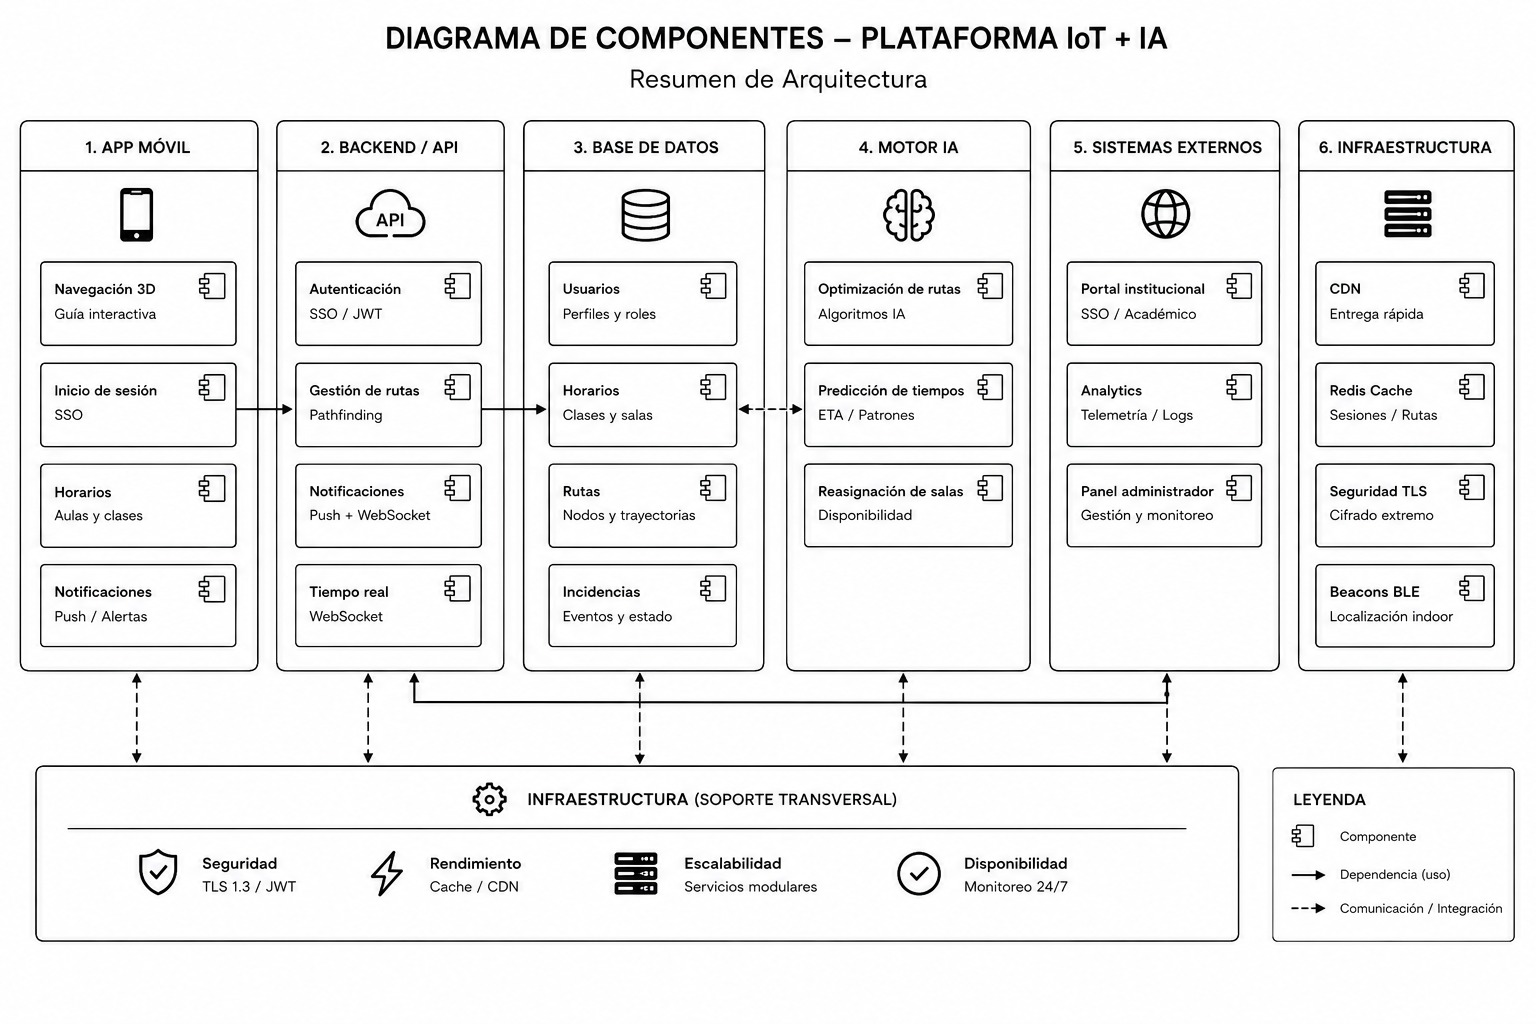 DIAGRAMA DE COMPONENTES – PLATAFORMA IoT + IA
Resumen de Arquitectura
1. APP MÓVIL
Navegación 3D
Guía interactiva
Inicio de sesión
SSO
Horarios
Aulas y clases
Notificaciones
Push / Alertas
2. BACKEND / API
API
Autenticación
SSO / JWT
Gestión de rutas
Pathfinding
Notificaciones
Push + WebSocket
Tiempo real
WebSocket
3. BASE DE DATOS
Usuarios
Perfiles y roles
Horarios
Clases y salas
Rutas
Nodos y trayectorias
Incidencias
Eventos y estado
4. MOTOR IA
Optimización de rutas
Algoritmos IA
Predicción de tiempos
ETA / Patrones
Reasignación de salas
Disponibilidad
5. SISTEMAS EXTERNOS
Portal institucional
SSO / Académico
Analytics
Telemetría / Logs
Panel administrador
Gestión y monitoreo
6. INFRAESTRUCTURA
CDN
Entrega rápida
Redis Cache
Sesiones / Rutas
Seguridad TLS
Cifrado extremo
Beacons BLE
Localización indoor
INFRAESTRUCTURA (SOPORTE TRANSVERSAL)
Seguridad
TLS 1.3 / JWT
Rendimiento
Cache / CDN
Escalabilidad
Servicios modulares
Disponibilidad
Monitoreo 24/7
LEYENDA
Componente
Dependencia (uso)
Comunicación / Integración